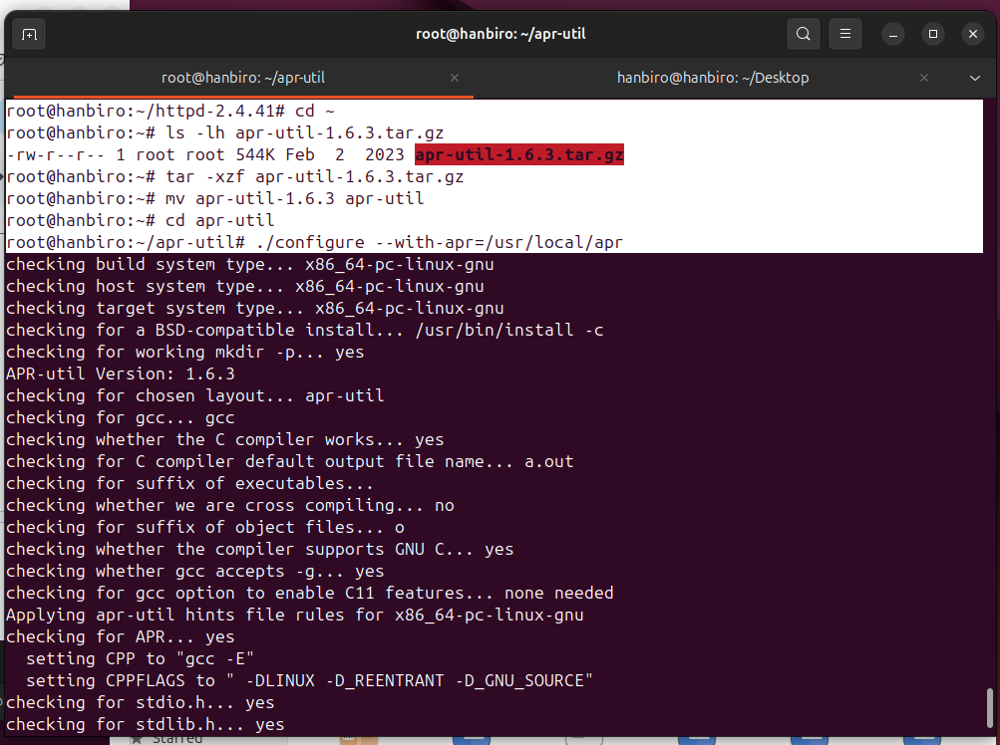 root@hanbiro: ~/apr-util
root@hanbiro: ~/apr-util
hanbiro@hanbiro: ~/Desktop
root@hanbiro:~/httpd-2.4.41# cd ~
root@hanbiro:~# ls -lh apr-util-1.6.3.tar.gz
-rw-r--r-- 1 root root 544K Feb  2  2023 apr-util-1.6.3.tar.gz
root@hanbiro:~# tar -xzf apr-util-1.6.3.tar.gz
root@hanbiro:~# mv apr-util-1.6.3 apr-util
root@hanbiro:~# cd apr-util
root@hanbiro:~/apr-util# ./configure --with-apr=/usr/local/apr
checking build system type... x86_64-pc-linux-gnu
checking host system type... x86_64-pc-linux-gnu
checking target system type... x86_64-pc-linux-gnu
checking for a BSD-compatible install... /usr/bin/install -c
checking for working mkdir -p... yes
APR-util Version: 1.6.3
checking for chosen layout... apr-util
checking for gcc... gcc
checking whether the C compiler works... yes
checking for C compiler default output file name... a.out
checking for suffix of executables...
checking whether we are cross compiling... no
checking for suffix of object files... o
checking whether the compiler supports GNU C... yes
checking whether gcc accepts -g... yes
checking for gcc option to enable C11 features... none needed
Applying apr-util hints file rules for x86_64-pc-linux-gnu
checking for APR... yes
  setting CPP to "gcc -E"
  setting CPPFLAGS to " -DLINUX -D_REENTRANT -D_GNU_SOURCE"
checking for stdio.h... yes
checking for stdlib.h... yes
Starred